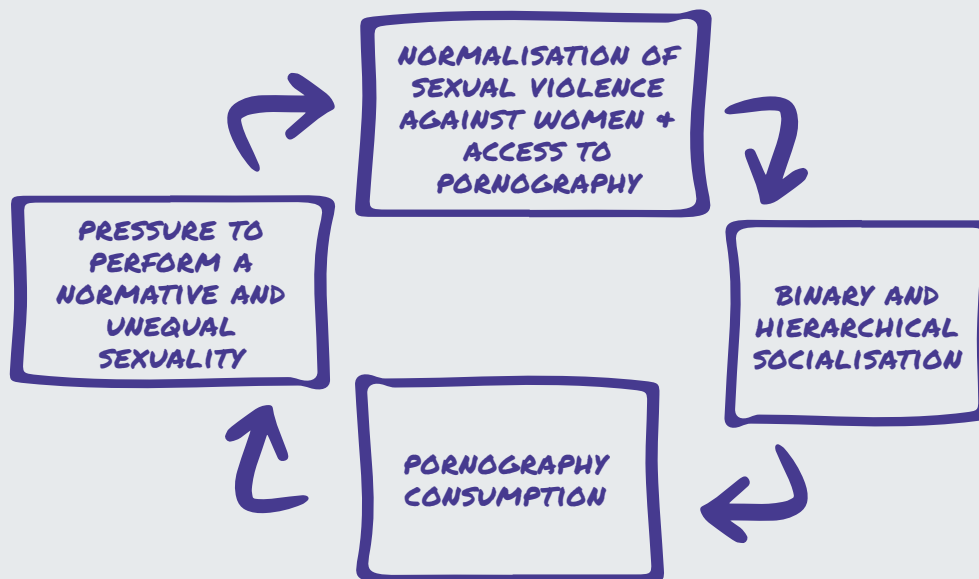 NORMALISATION OF
SEXUAL VIOLENCE
AGAINST WOMEN +
ACCESS TO
PORNOGRAPHY
BINARY AND
HIERARCHICAL
SOCIALISATION
PORNOGRAPHY
CONSUMPTION
PRESSURE TO
PERFORM A
NORMATIVE AND
UNEQUAL
SEXUALITY